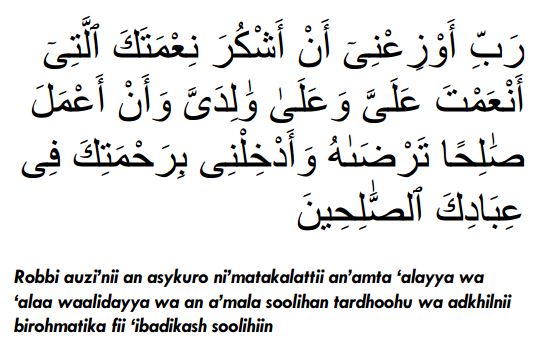 رَبِّ أَوْزِعْنِىٓ أَنْ أَشْكُرَ نِعْمَتَكَ ٱلَّتِىٓ
أَنْعَمْتَ عَلَىَّ وَعَلَىٰ وَٰلِدَىَّ وَأَنْ أَعْمَلَ
صَٰلِحًا تَرْضَىٰهُ وَأَدْخِلْنِى بِرَحْمَتِكَ فِى
عِبَادِكَ ٱلصَّٰلِحِينَ
Robbi auzi’nii an asykuro ni’matakalattii an’amta ‘alayya wa
‘alaa waalidayya wa an a’mala soolihan tardhoohu wa adkhilnii
birohmatika fii ‘ibadikash soolihiin